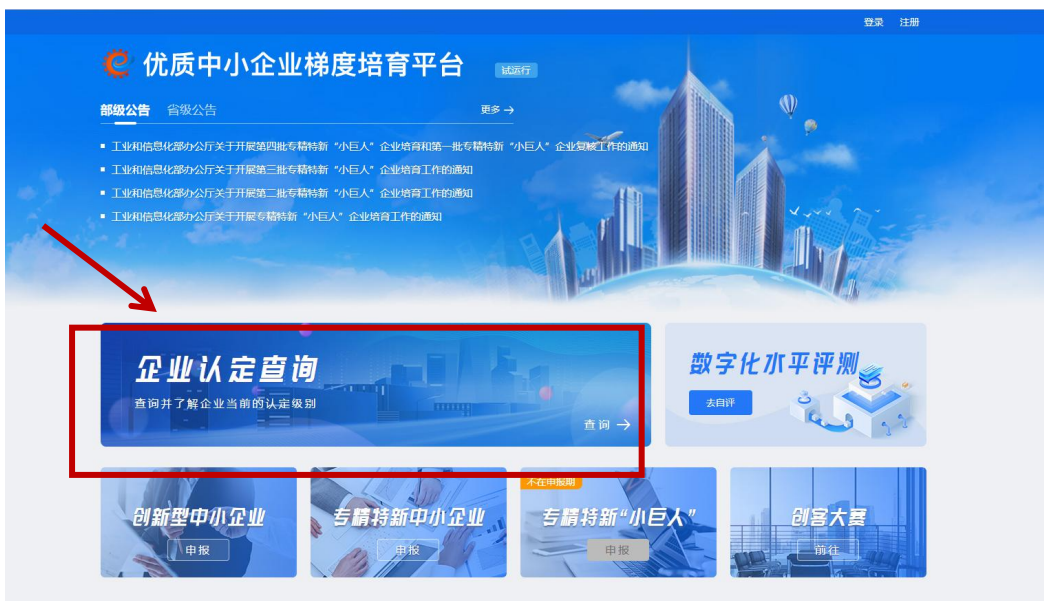 登录 注册
优质中小企业梯度培育平台 试运行
部级公告 省级公告 更多 →
工业和信息化部办公厅关于开展第四批专精特新“小巨人”企业培育和第一批专精特新“小巨人”企业复核工作的通知
工业和信息化部办公厅关于开展第三批专精特新“小巨人”企业培育工作的通知
工业和信息化部办公厅关于开展第二批专精特新“小巨人”企业培育工作的通知
工业和信息化部办公厅关于开展专精特新“小巨人”企业培育工作的通知
企业认定查询
查询并了解企业当前的认定级别
查询 →
数字化水平评测
去自评
不在申报期
创新型中小企业 专精特新中小企业 专精特新“小巨人” 创客大赛
申报 申报 申报 前往